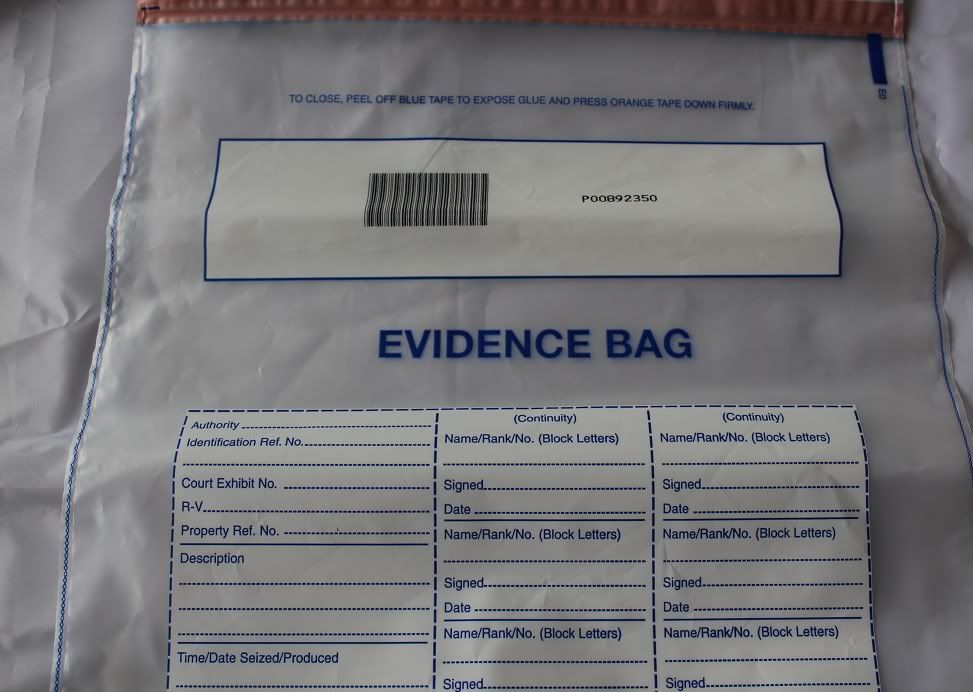 TO CLOSE, PEEL OFF BLUE TAPE TO EXPOSE GLUE AND PRESS ORANGE TAPE DOWN FIRMLY.
P00892350
EVIDENCE BAG
Authority
Identification Ref. No.
Court Exhibit No.
R-V
Property Ref. No.
Description
Time/Date Seized/Produced
(Continuity)
Name/Rank/No. (Block Letters)
Signed
Date
Name/Rank/No. (Block Letters)
Signed
Date
Name/Rank/No. (Block Letters)
Signed
(Continuity)
Name/Rank/No. (Block Letters)
Signed
Date
Name/Rank/No. (Block Letters)
Signed
Date
Name/Rank/No. (Block Letters)
Signed